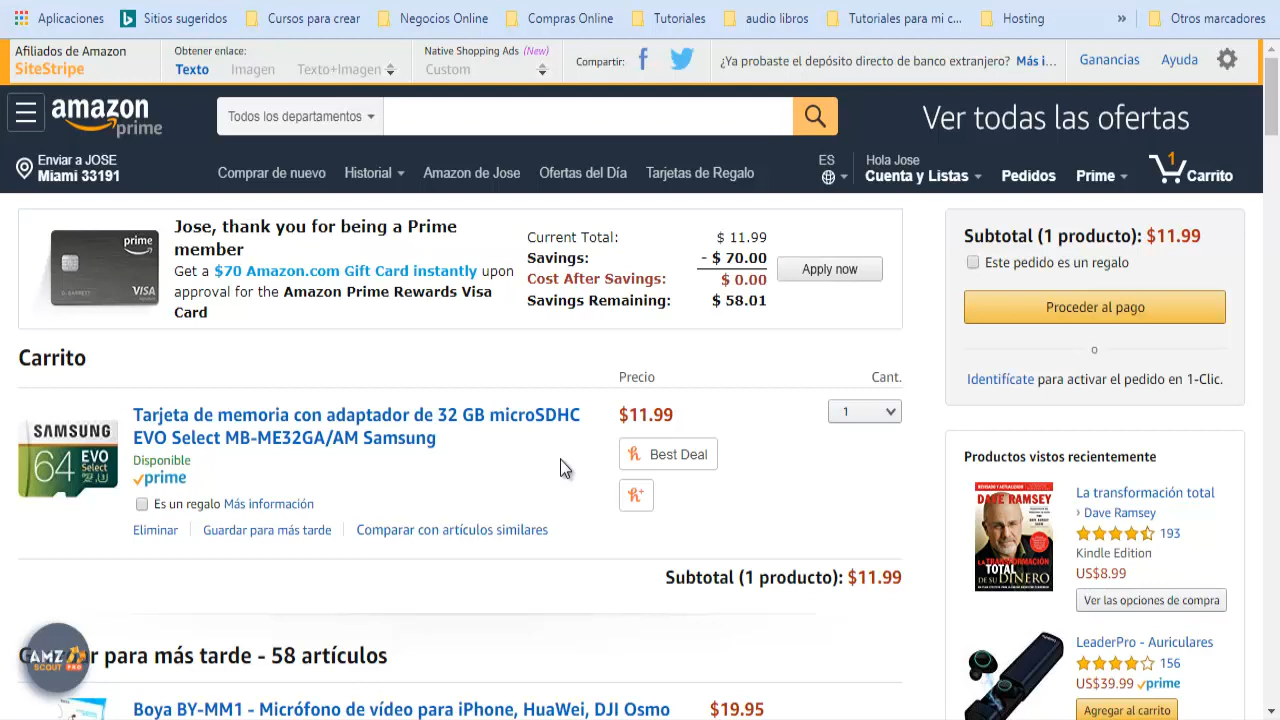 Aplicaciones
Sitios sugeridos
Cursos para crear
Negocios Online
Compras Online
Tutoriales
audio libros
Tutoriales para mi c...
Hosting
»
Otros marcadores
Afiliados de Amazon
SiteStripe
Obtener enlace:
Texto
Imagen
Texto+Imagen
Native Shopping Ads (New)
Custom
Compartir:
¿Ya probaste el depósito directo de banco extranjero? Más i...
Ganancias
Ayuda
amazon
prime
Todos los departamentos
Ver todas las ofertas
Enviar a JOSE
Miami 33191
Comprar de nuevo
Historial
Amazon de Jose
Ofertas del Día
Tarjetas de Regalo
ES
Hola Jose
Cuenta y Listas
Pedidos
Prime
1
Carrito
prime
VISA
Jose, thank you for being a Prime
member
Get a $70 Amazon.com Gift Card instantly upon
approval for the Amazon Prime Rewards Visa
Card
Current Total: $ 11.99
Savings: - $ 70.00
Cost After Savings: $ 0.00
Savings Remaining: $ 58.01
Apply now
Subtotal (1 producto): $11.99
Este pedido es un regalo
Proceder al pago
o
Identifícate para activar el pedido en 1-Clic.
Carrito
Precio
Cant.
SAMSUNG
64 EVO
Select
Tarjeta de memoria con adaptador de 32 GB microSDHC
EVO Select MB-ME32GA/AM Samsung
Disponible
prime
Es un regalo Más información
Eliminar
Guardar para más tarde
Comparar con artículos similares
$11.99
Best Deal
1
Subtotal (1 producto): $11.99
Productos vistos recientemente
DAVE RAMSEY
LA TRANSFORMACIÓN
TOTAL
DE SU DINERO
La transformación total
› Dave Ramsey
193
Kindle Edition
US$8.99
Ver las opciones de compra
LeaderPro - Auriculares
156
US$39.99 prime
Agregar al carrito
AMZ
SCOUT PRO
r para más tarde - 58 artículos
Boya BY-MM1 - Micrófono de vídeo para iPhone, HuaWei, DJI Osmo
$19.95